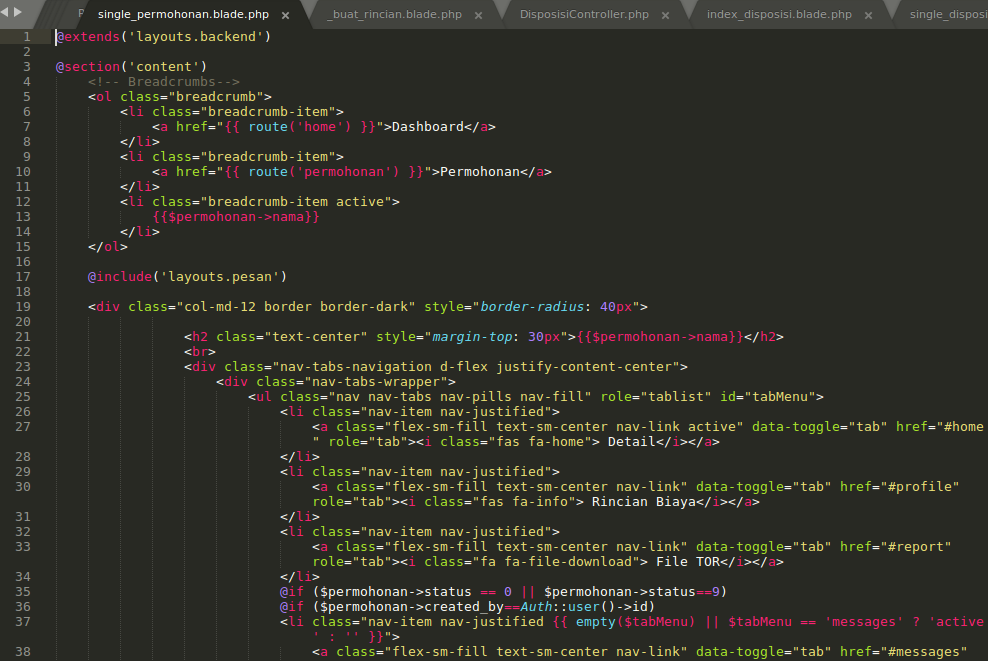 single_permohonan.blade.php × _buat_rincian.blade.php × DisposisiController.php × index_disposisi.blade.php × single_disposi
1 @extends('layouts.backend')
2
3 @section('content')
4 <!-- Breadcrumbs-->
5 <ol class="breadcrumb">
6 <li class="breadcrumb-item">
7 <a href="{{ route('home') }}">Dashboard</a>
8 </li>
9 <li class="breadcrumb-item">
10 <a href="{{ route('permohonan') }}">Permohonan</a>
11 </li>
12 <li class="breadcrumb-item active">
13 {{$permohonan->nama}}
14 </li>
15 </ol>
16
17 @include('layouts.pesan')
18
19 <div class="col-md-12 border border-dark" style="border-radius: 40px">
20
21 <h2 class="text-center" style="margin-top: 30px">{{$permohonan->nama}}</h2>
22 <br>
23 <div class="nav-tabs-navigation d-flex justify-content-center">
24 <div class="nav-tabs-wrapper">
25 <ul class="nav nav-tabs nav-pills nav-fill" role="tablist" id="tabMenu">
26 <li class="nav-item nav-justified">
27 <a class="flex-sm-fill text-sm-center nav-link active" data-toggle="tab" href="#home
" role="tab"><i class="fas fa-home"> Detail</i></a>
28 </li>
29 <li class="nav-item nav-justified">
30 <a class="flex-sm-fill text-sm-center nav-link" data-toggle="tab" href="#profile"
role="tab"><i class="fas fa-info"> Rincian Biaya</i></a>
31 </li>
32 <li class="nav-item nav-justified">
33 <a class="flex-sm-fill text-sm-center nav-link" data-toggle="tab" href="#report"
role="tab"><i class="fa fa-file-download"> File TOR</i></a>
34 </li>
35 @if ($permohonan->status == 0 || $permohonan->status==9)
36 @if ($permohonan->created_by==Auth::user()->id)
37 <li class="nav-item nav-justified {{ empty($tabMenu) || $tabMenu == 'messages' ? 'active
' : '' }}">
38 <a class="flex-sm-fill text-sm-center nav-link" data-toggle="tab" href="#messages"